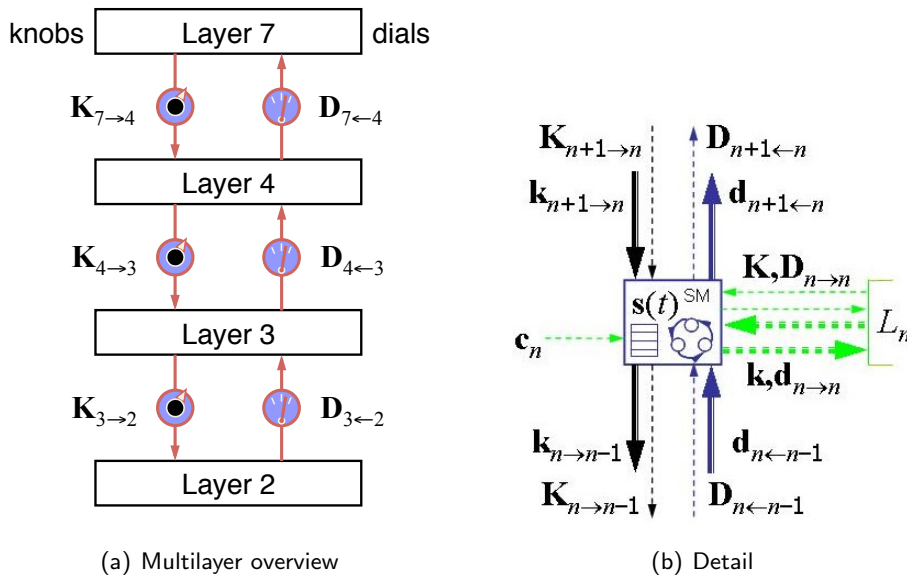 knobs Layer 7 dials
K7→4 D7←4
Layer 4
K4→3 D4←3
Layer 3
K3→2 D3←2
Layer 2
(a) Multilayer overview
Kn+1→n Dn+1←n
kn+1→n dn+1←n
K,Dn→n
s(t) SM
Ln
cn
k,dn→n
kn→n-1 dn←n-1
Kn→n-1 Dn←n-1
(b) Detail